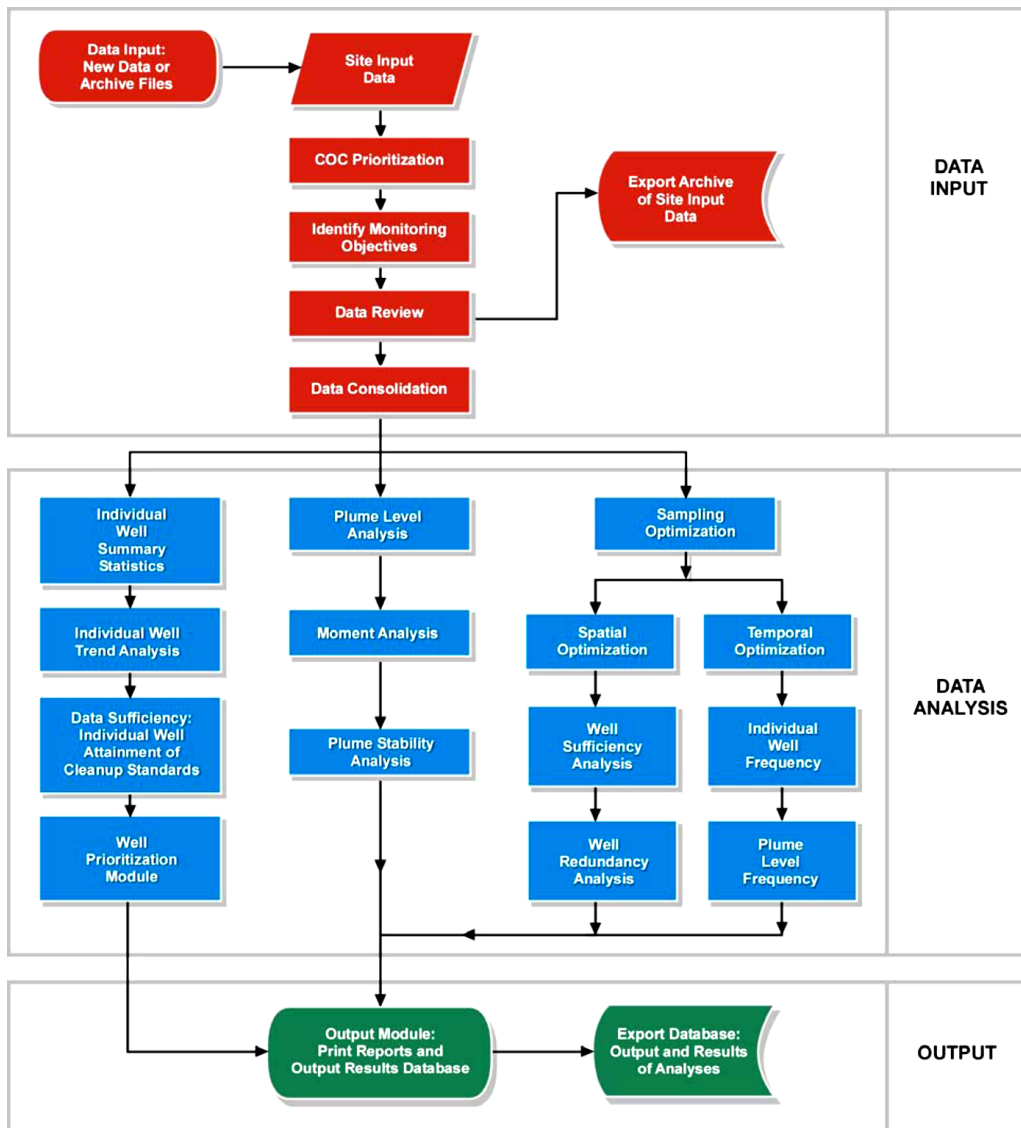 Data Input:
New Data or
Archive Files
Site Input
Data
COC Prioritization
Identify Monitoring
Objectives
Data Review
Data Consolidation
Export Archive
of Site Input
Data
DATA
INPUT
Individual
Well
Summary
Statistics
Individual Well
Trend Analysis
Data Sufficiency:
Individual Well
Attainment of
Cleanup Standards
Well
Prioritization
Module
Plume Level
Analysis
Moment Analysis
Plume Stability
Analysis
Sampling
Optimization
Spatial
Optimization
Well
Sufficiency
Analysis
Well
Redundancy
Analysis
Temporal
Optimization
Individual
Well
Frequency
Plume
Level
Frequency
DATA
ANALYSIS
Output Module:
Print Reports and
Output Results Database
Export Database:
Output and Results
of Analyses
OUTPUT